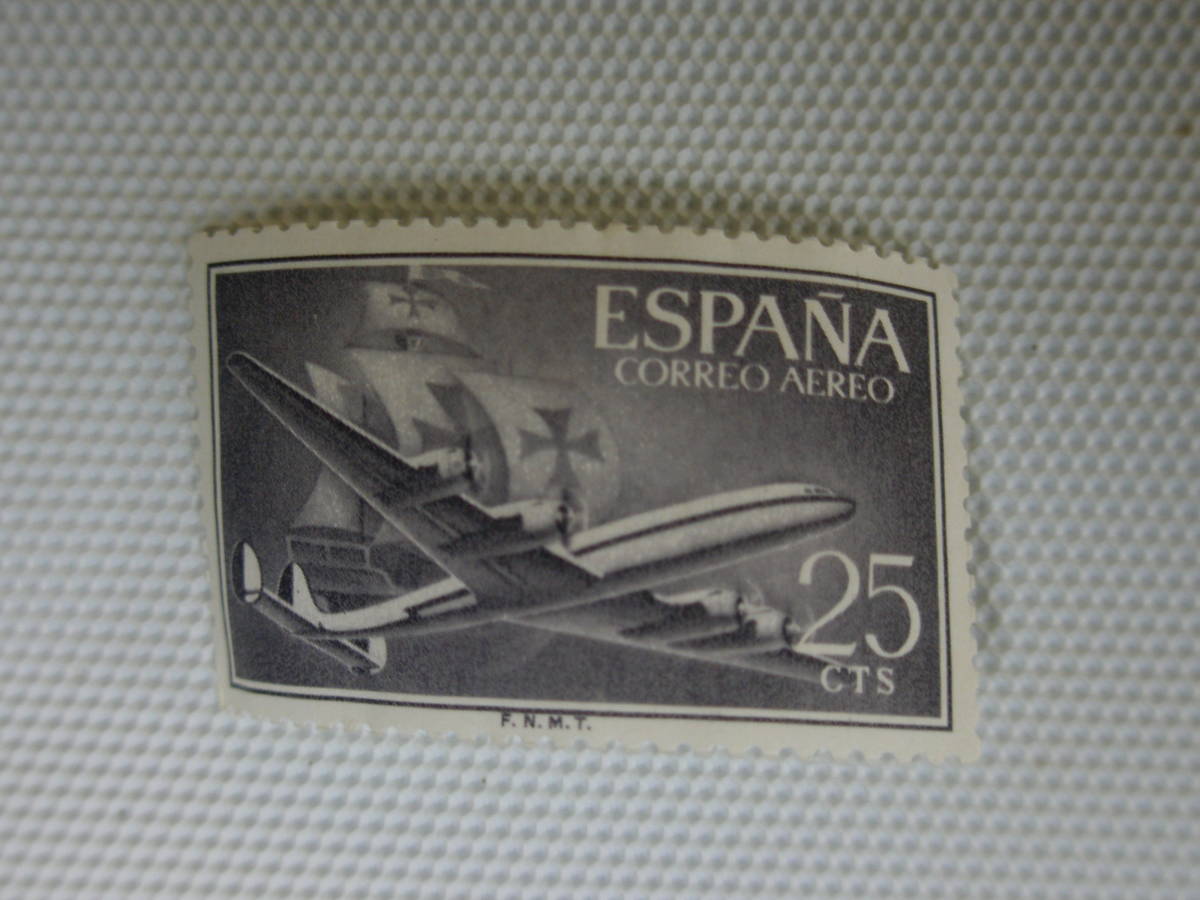 ESPAÑA
CORREO AEREO
25
CTS
F. N. M. T.